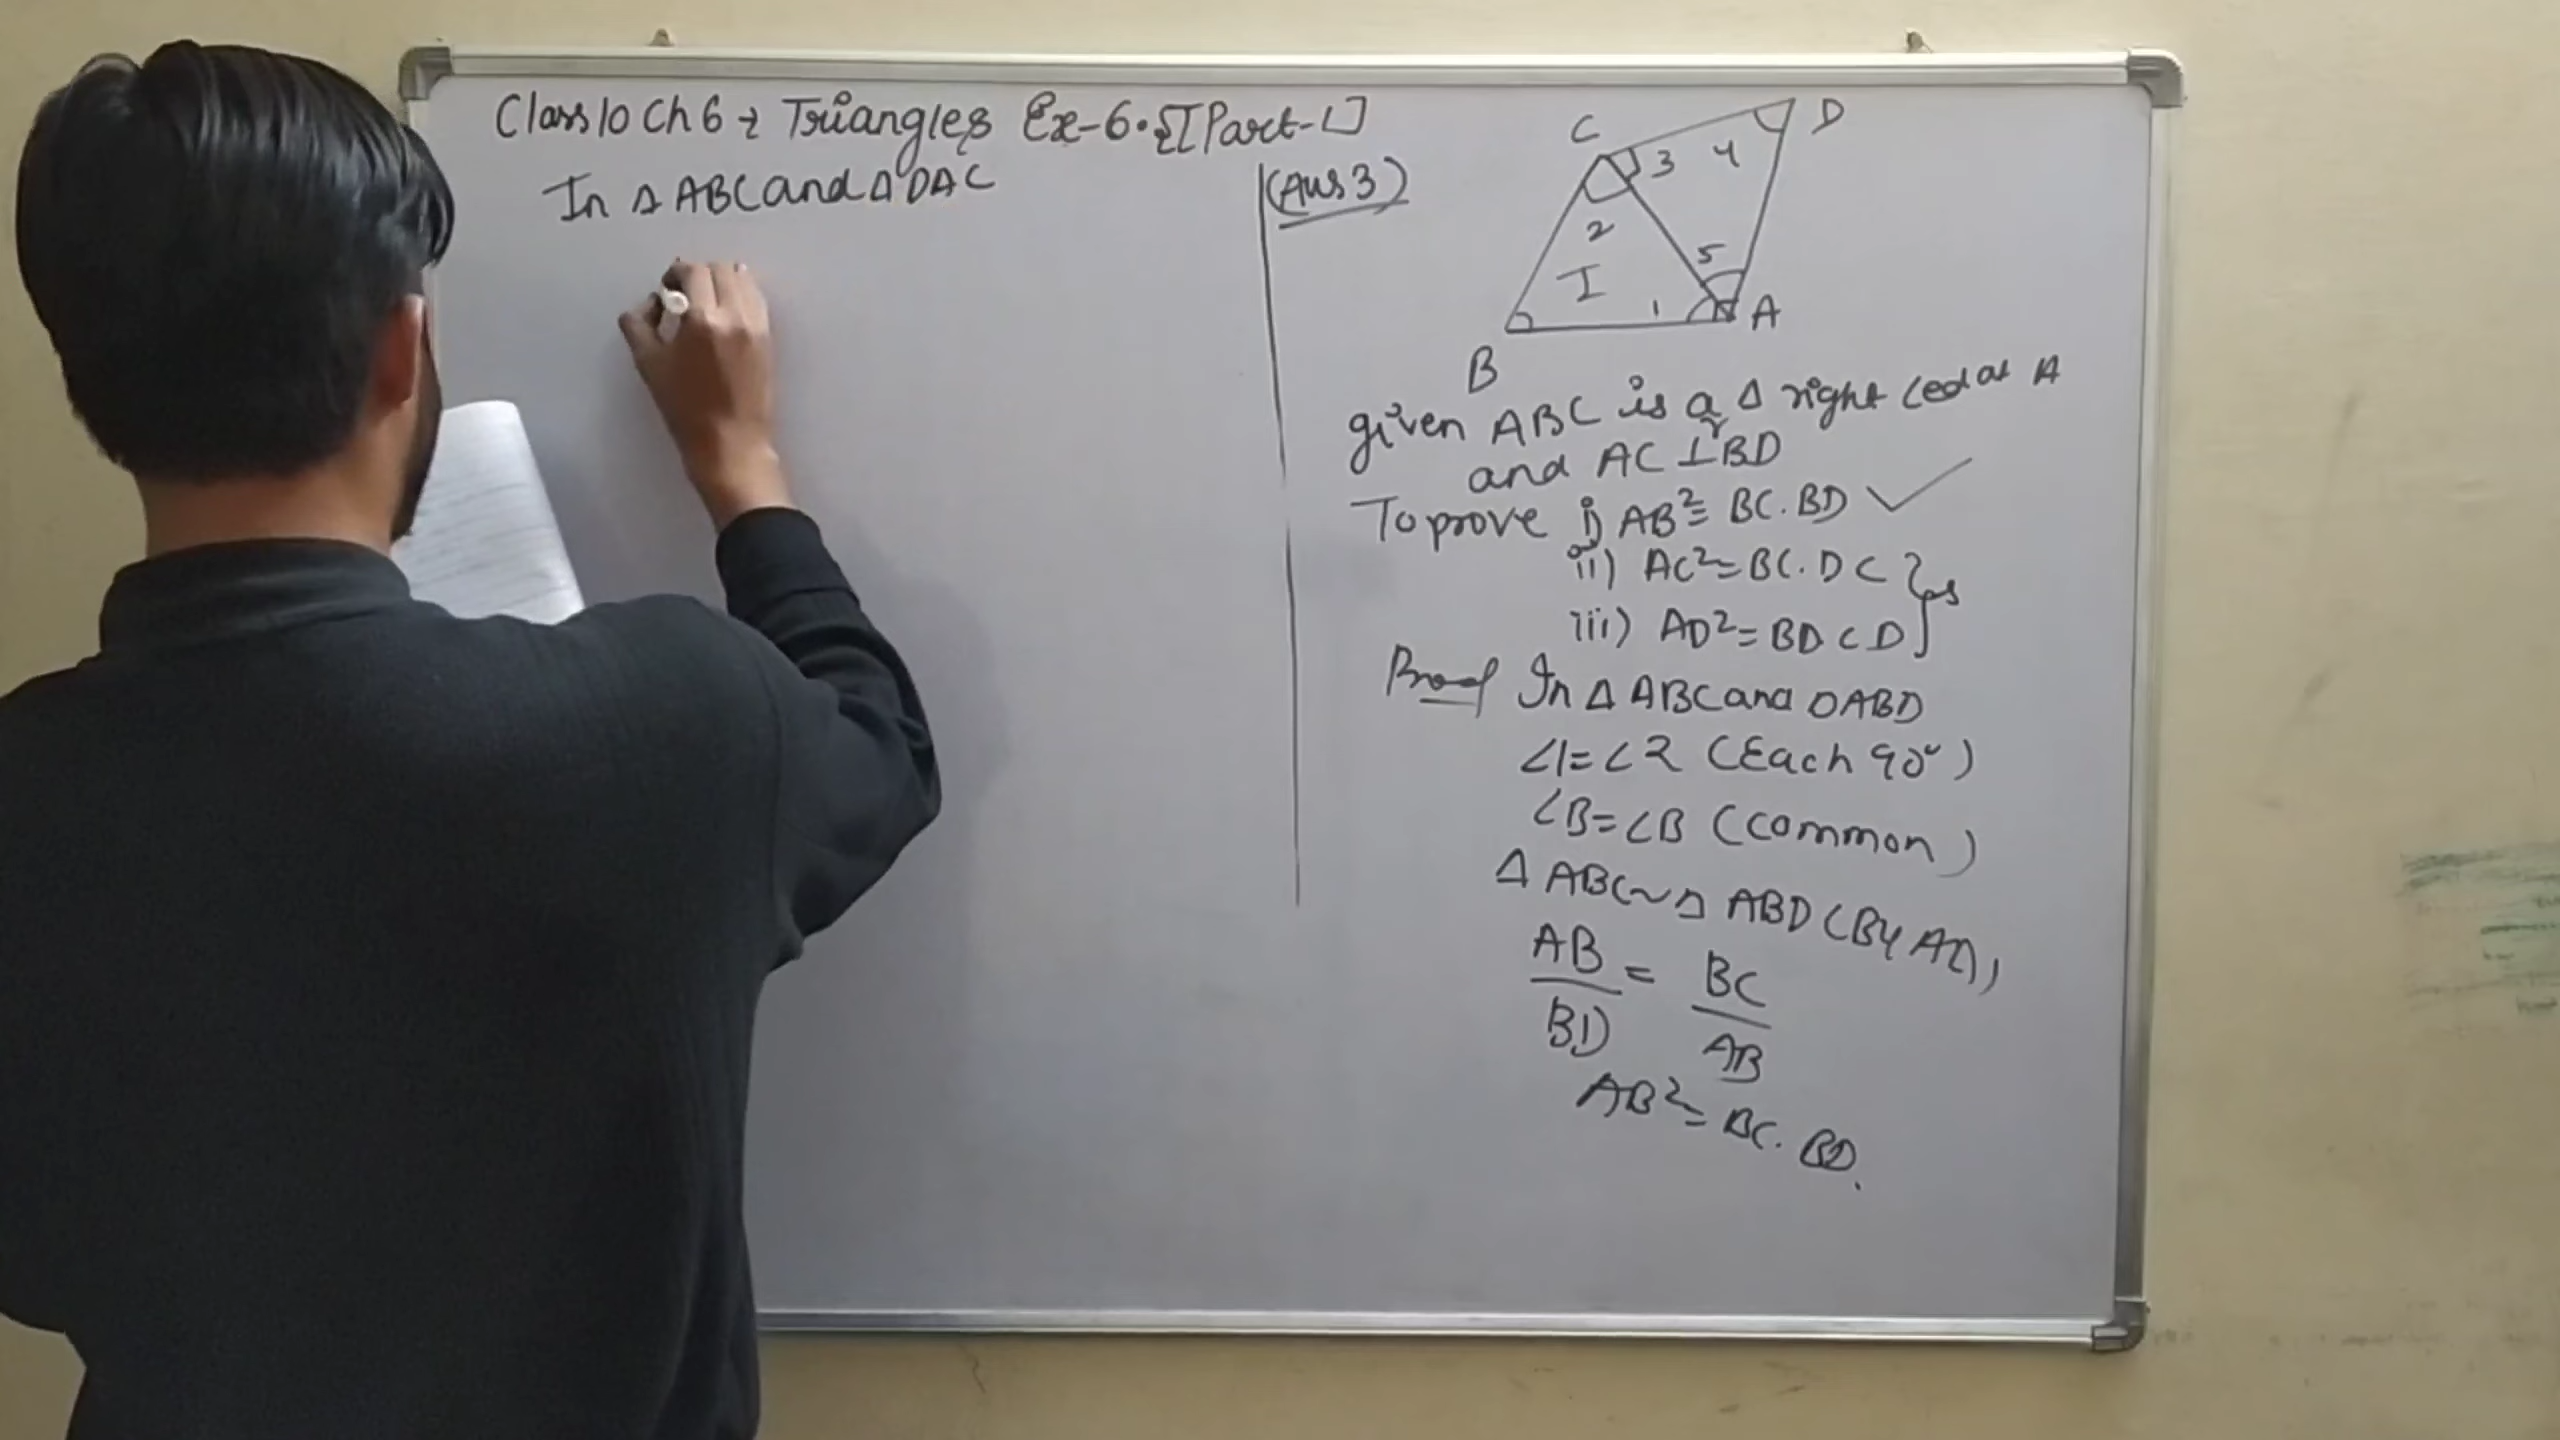 Class 10 Ch 6 → Triangles Ex-6.5 [Part-1]
In Δ ABC and Δ DAC
(Ans 3)
C
D
3
4
2
5
I
1
A
B
given ABC is a Δ right ∠ed at A
and AC ⊥r BD
To prove i) AB² = BC.BD ✓
ii) AC² = BC.DC
iii) AD² = BD CD
Proof In Δ ABC and Δ ABD
∠1 = ∠2 (Each 90°)
∠B = ∠B (Common)
Δ ABC ~ Δ ABD (By AA)
AB/BD = BC/AB
AB² = BC. BD.